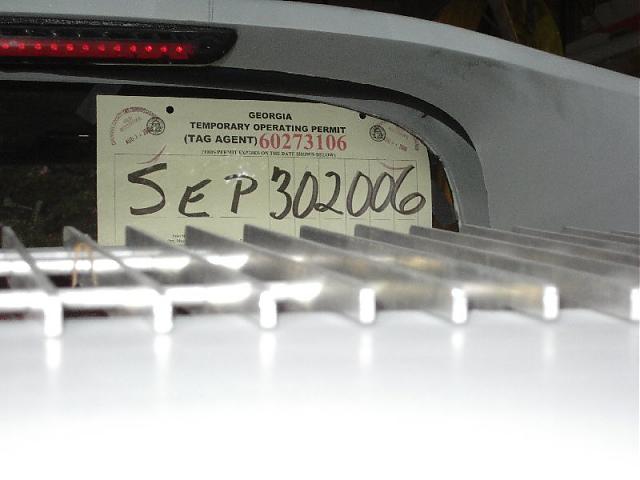 GEORGIA
TEMPORARY OPERATING PERMIT
(TAG AGENT) 60273106
(THIS PERMIT EXPIRES ON THE DATE SHOWN BELOW)
SEP 30 2006